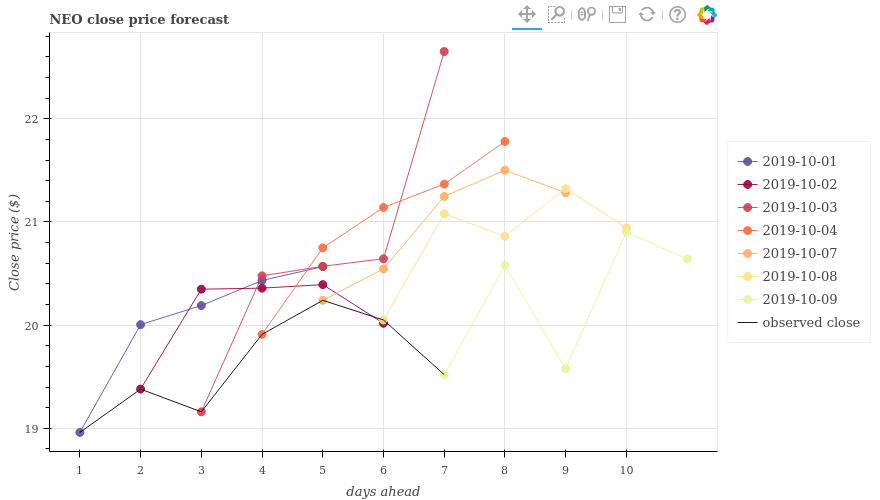 NEO close price forecast
22
21
20
19
Close price ($)
1 2 3 4 5 6 7 8 9 10
days ahead
2019-10-01
2019-10-02
2019-10-03
2019-10-04
2019-10-07
2019-10-08
2019-10-09
observed close